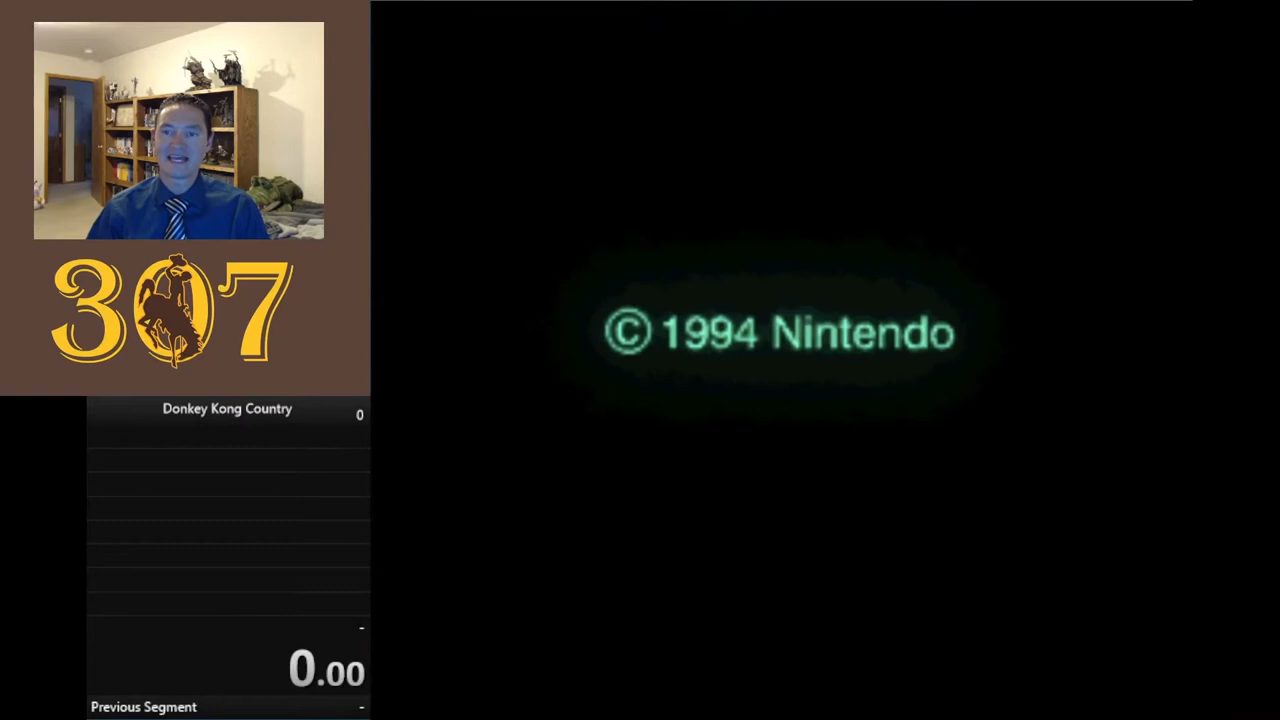 307
© 1994 Nintendo
Donkey Kong Country 0
-
0.00
Previous Segment -